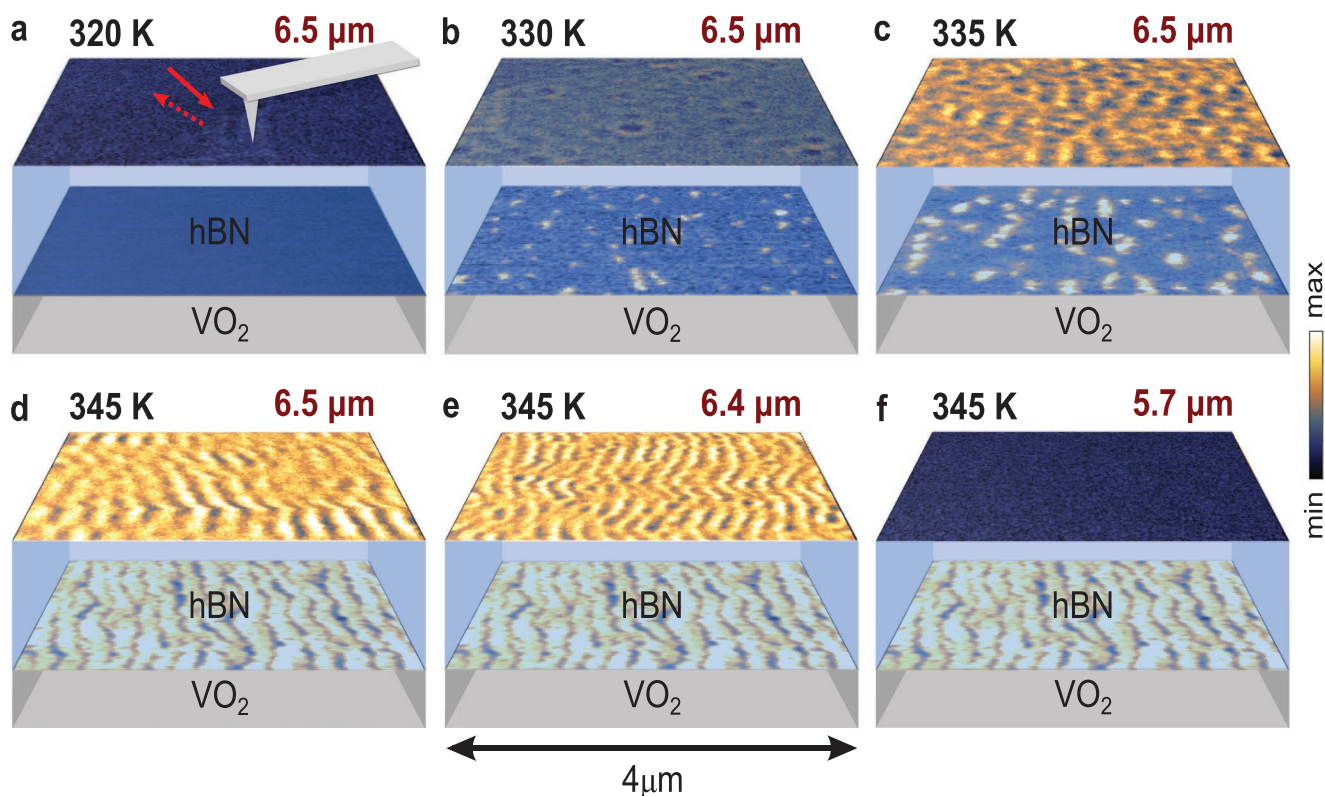 a 320 K 6.5 µm
hBN
VO₂
b 330 K 6.5 µm
hBN
VO₂
c 335 K 6.5 µm
hBN
VO₂
max
min
d 345 K 6.5 µm
hBN
VO₂
e 345 K 6.4 µm
hBN
VO₂
f 345 K 5.7 µm
hBN
VO₂
4µm